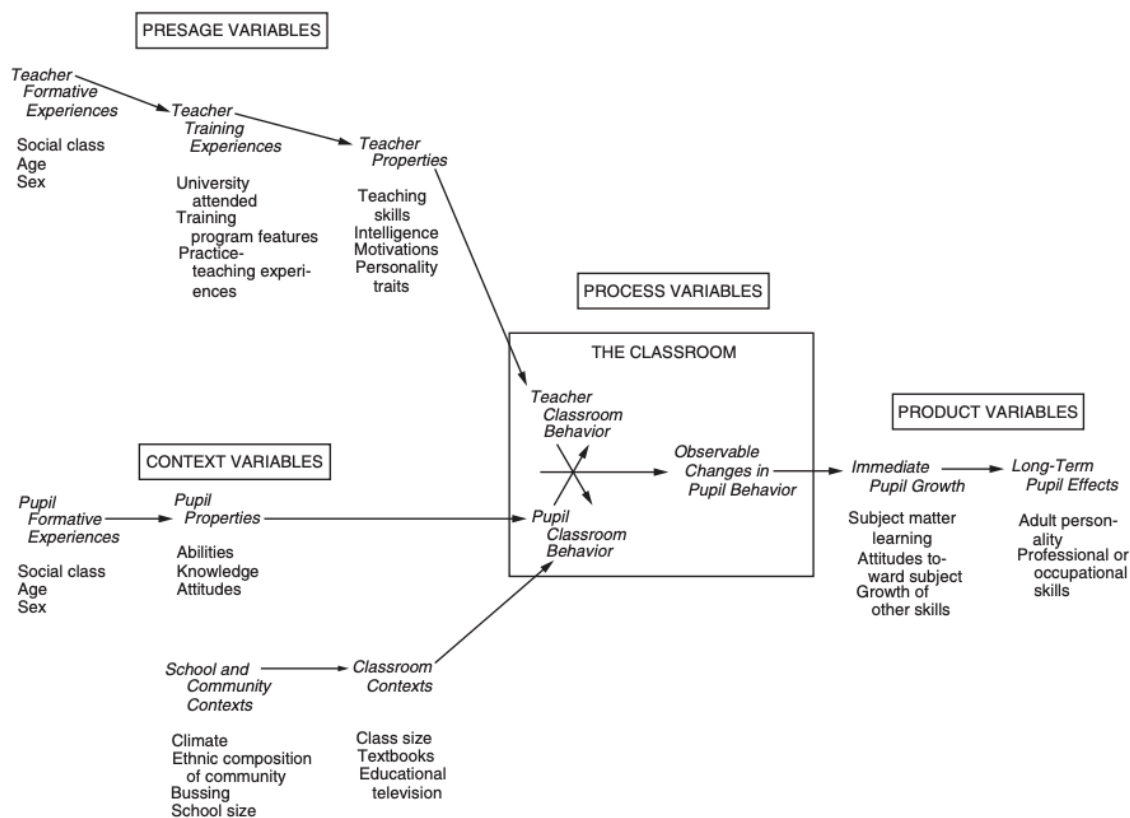 PRESAGE VARIABLES
Teacher
Formative
Experiences
Social class
Age
Sex
Teacher
Training
Experiences
University
attended
Training
program features
Practice-
teaching experi-
ences
Teacher
Properties
Teaching
skills
Intelligence
Motivations
Personality
traits
PROCESS VARIABLES
THE CLASSROOM
Teacher
Classroom
Behavior
Observable
Changes in
Pupil Behavior
Pupil
Classroom
Behavior
CONTEXT VARIABLES
Pupil
Formative
Experiences
Social class
Age
Sex
Pupil
Properties
Abilities
Knowledge
Attitudes
School and
Community
Contexts
Climate
Ethnic composition
of community
Bussing
School size
Classroom
Contexts
Class size
Textbooks
Educational
television
PRODUCT VARIABLES
Immediate
Pupil Growth
Subject matter
learning
Attitudes to-
ward subject
Growth of
other skills
Long-Term
Pupil Effects
Adult person-
ality
Professional or
occupational
skills